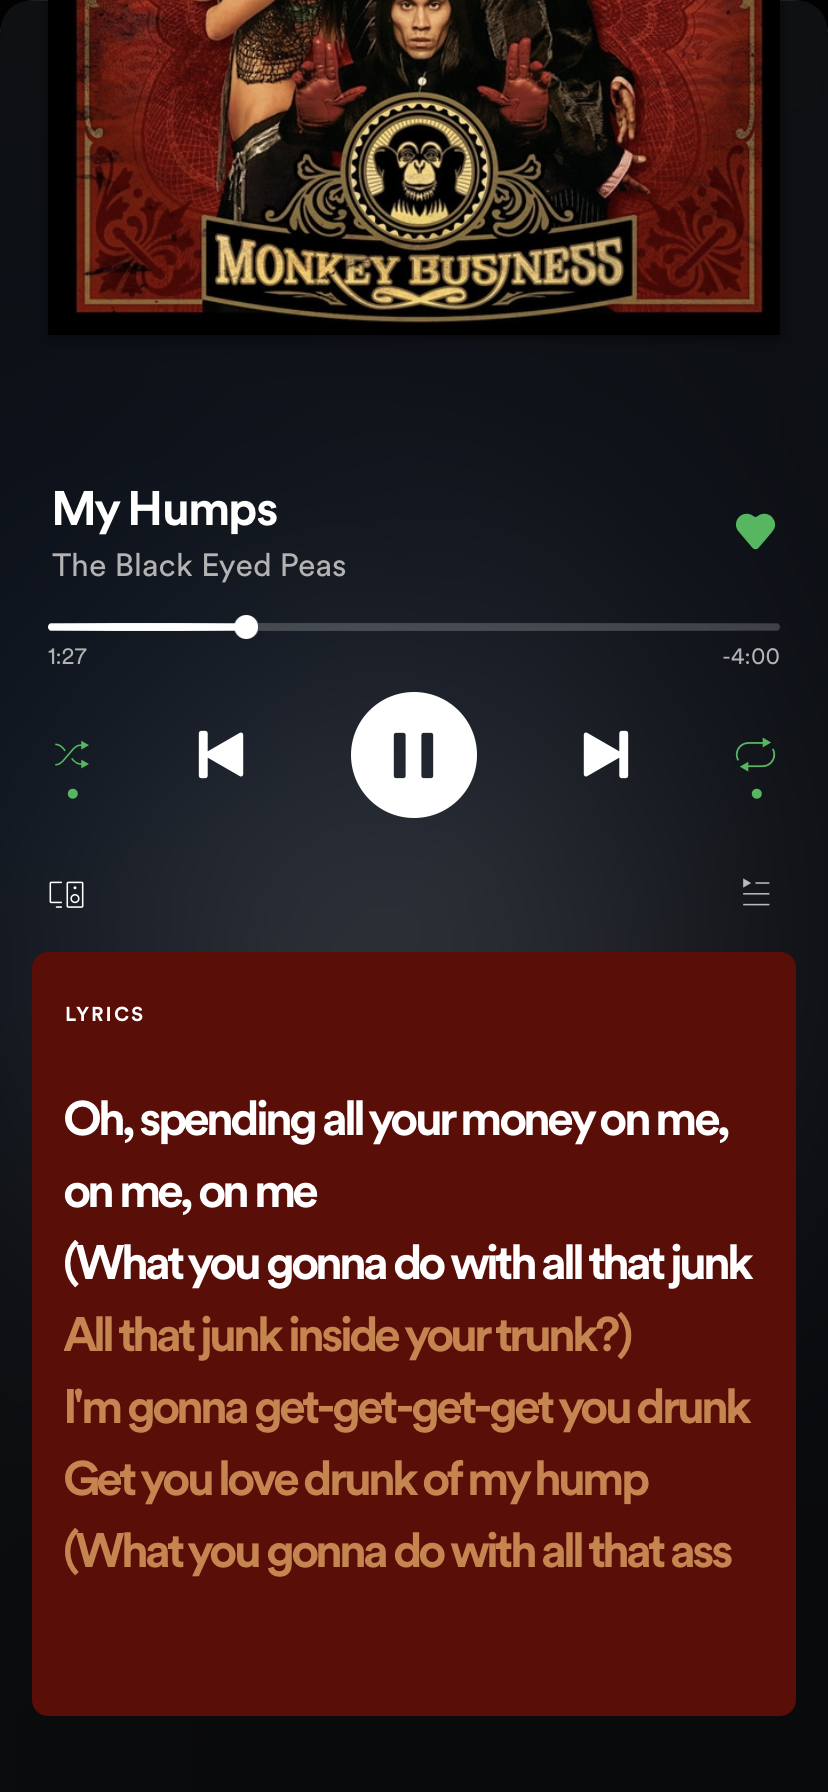 MONKEY BUSINESS
My Humps
The Black Eyed Peas
1:27 -4:00
LYRICS
Oh, spending all your money on me,
on me, on me
(What you gonna do with all that junk
All that junk inside your trunk?)
I'm gonna get-get-get-get you drunk
Get you love drunk of my hump
(What you gonna do with all that ass